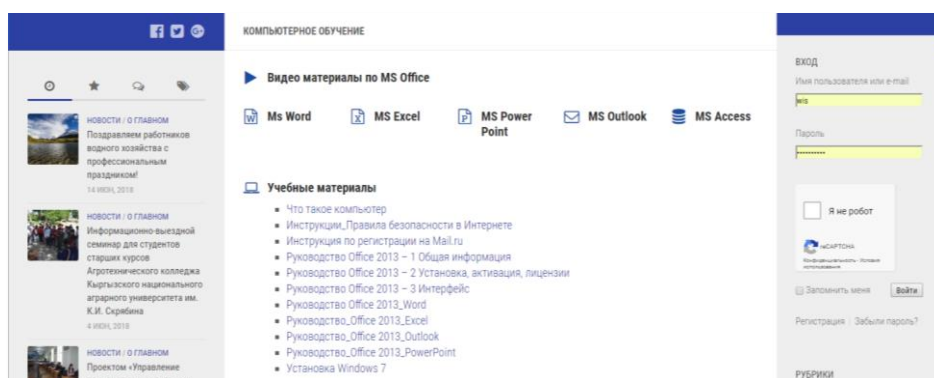 КОМПЬЮТЕРНОЕ ОБУЧЕНИЕ
НОВОСТИ / О ГЛАВНОМ
Поздравляем работников
водного хозяйства с
профессиональным
праздником!
14 ИЮН, 2018
НОВОСТИ / О ГЛАВНОМ
Информационно-выездной
семинар для студентов
старших курсов
Агротехнического колледжа
Кыргызского национального
аграрного университета им.
К.И. Скрябина
4 ИЮН, 2018
НОВОСТИ / О ГЛАВНОМ
Проектом «Управление
Видео материалы по MS Office
Ms Word
MS Excel
MS Power
Point
MS Outlook
MS Access
Учебные материалы
Что такое компьютер
Инструкции_Правила безопасности в Интернете
Инструкция по регистрации на Mail.ru
Руководство Office 2013 – 1 Общая информация
Руководство Office 2013 – 2 Установка, активация, лицензии
Руководство Office 2013 – 3 Интерфейс
Руководство Office 2013_Word
Руководство_Office 2013_Excel
Руководство_Office 2013_Outlook
Руководство_Office 2013_PowerPoint
Установка Windows 7
ВХОД
Имя пользователя или e-mail
wis
Пароль
Я не робот
reCAPTCHA
Конфиденциальность - Условия
использования
Запомнить меня
Войти
Регистрация | Забыли пароль?
РУБРИКИ